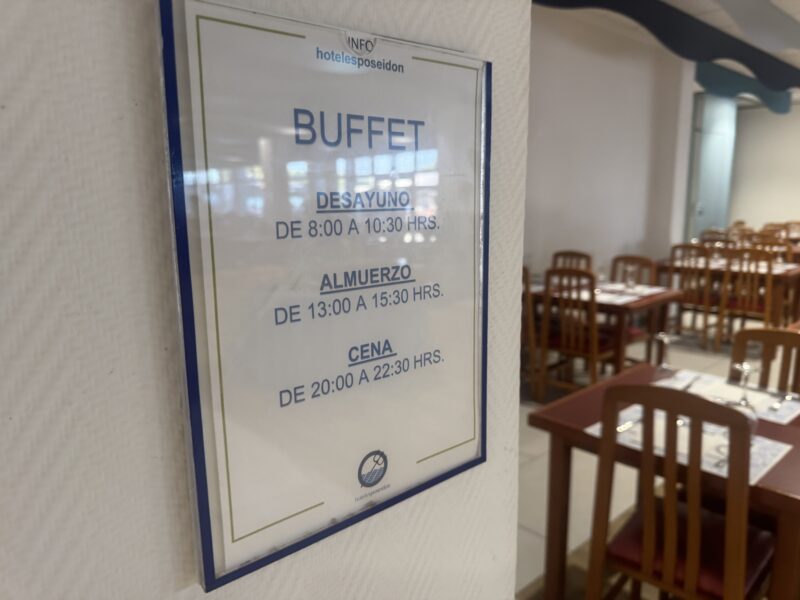 INFO
hotelesposeidon
BUFFET
DESAYUNO
DE 8:00 A 10:30 HRS.
ALMUERZO
DE 13:00 A 15:30 HRS.
CENA
DE 20:00 A 22:30 HRS.
hotelesposeidon